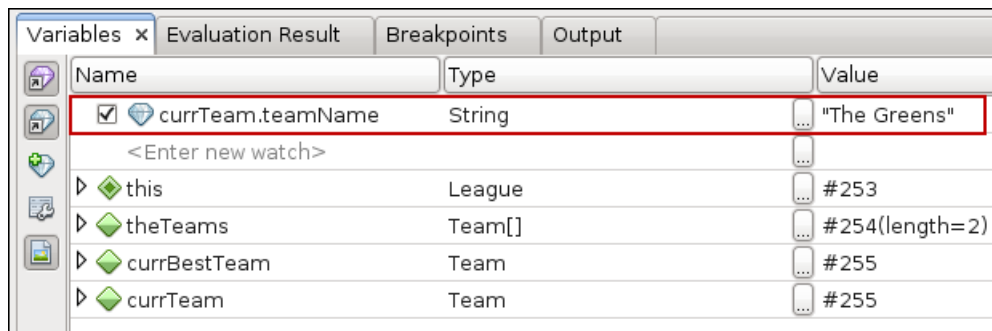 Variables x Evaluation Result Breakpoints Output
Name Type Value
currTeam.teamName String ... "The Greens"
<Enter new watch> ...
this League ... #253
theTeams Team[] ... #254(length=2)
currBestTeam Team ... #255
currTeam Team ... #255